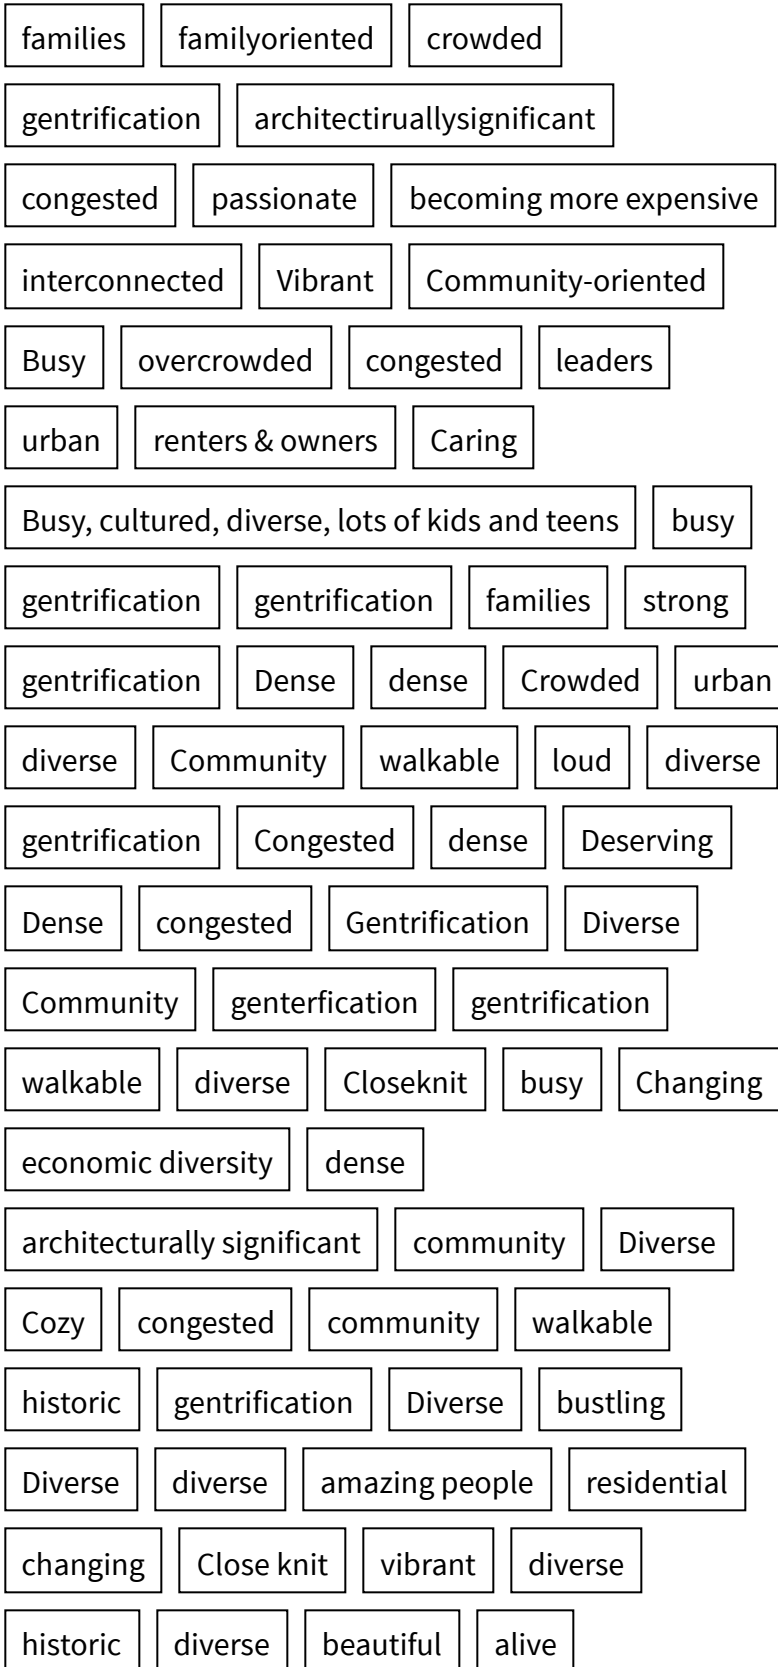 families familyoriented crowded
gentrification architectiruallysignificant
congested passionate becoming more expensive
interconnected Vibrant Community-oriented
Busy overcrowded congested leaders
urban renters & owners Caring
Busy, cultured, diverse, lots of kids and teens busy
gentrification gentrification families strong
gentrification Dense dense Crowded urban
diverse Community walkable loud diverse
gentrification Congested dense Deserving
Dense congested Gentrification Diverse
Community genterfication gentrification
walkable diverse Closeknit busy Changing
economic diversity dense
architecturally significant community Diverse
Cozy congested community walkable
historic gentrification Diverse bustling
Diverse diverse amazing people residential
changing Close knit vibrant diverse
historic diverse beautiful alive